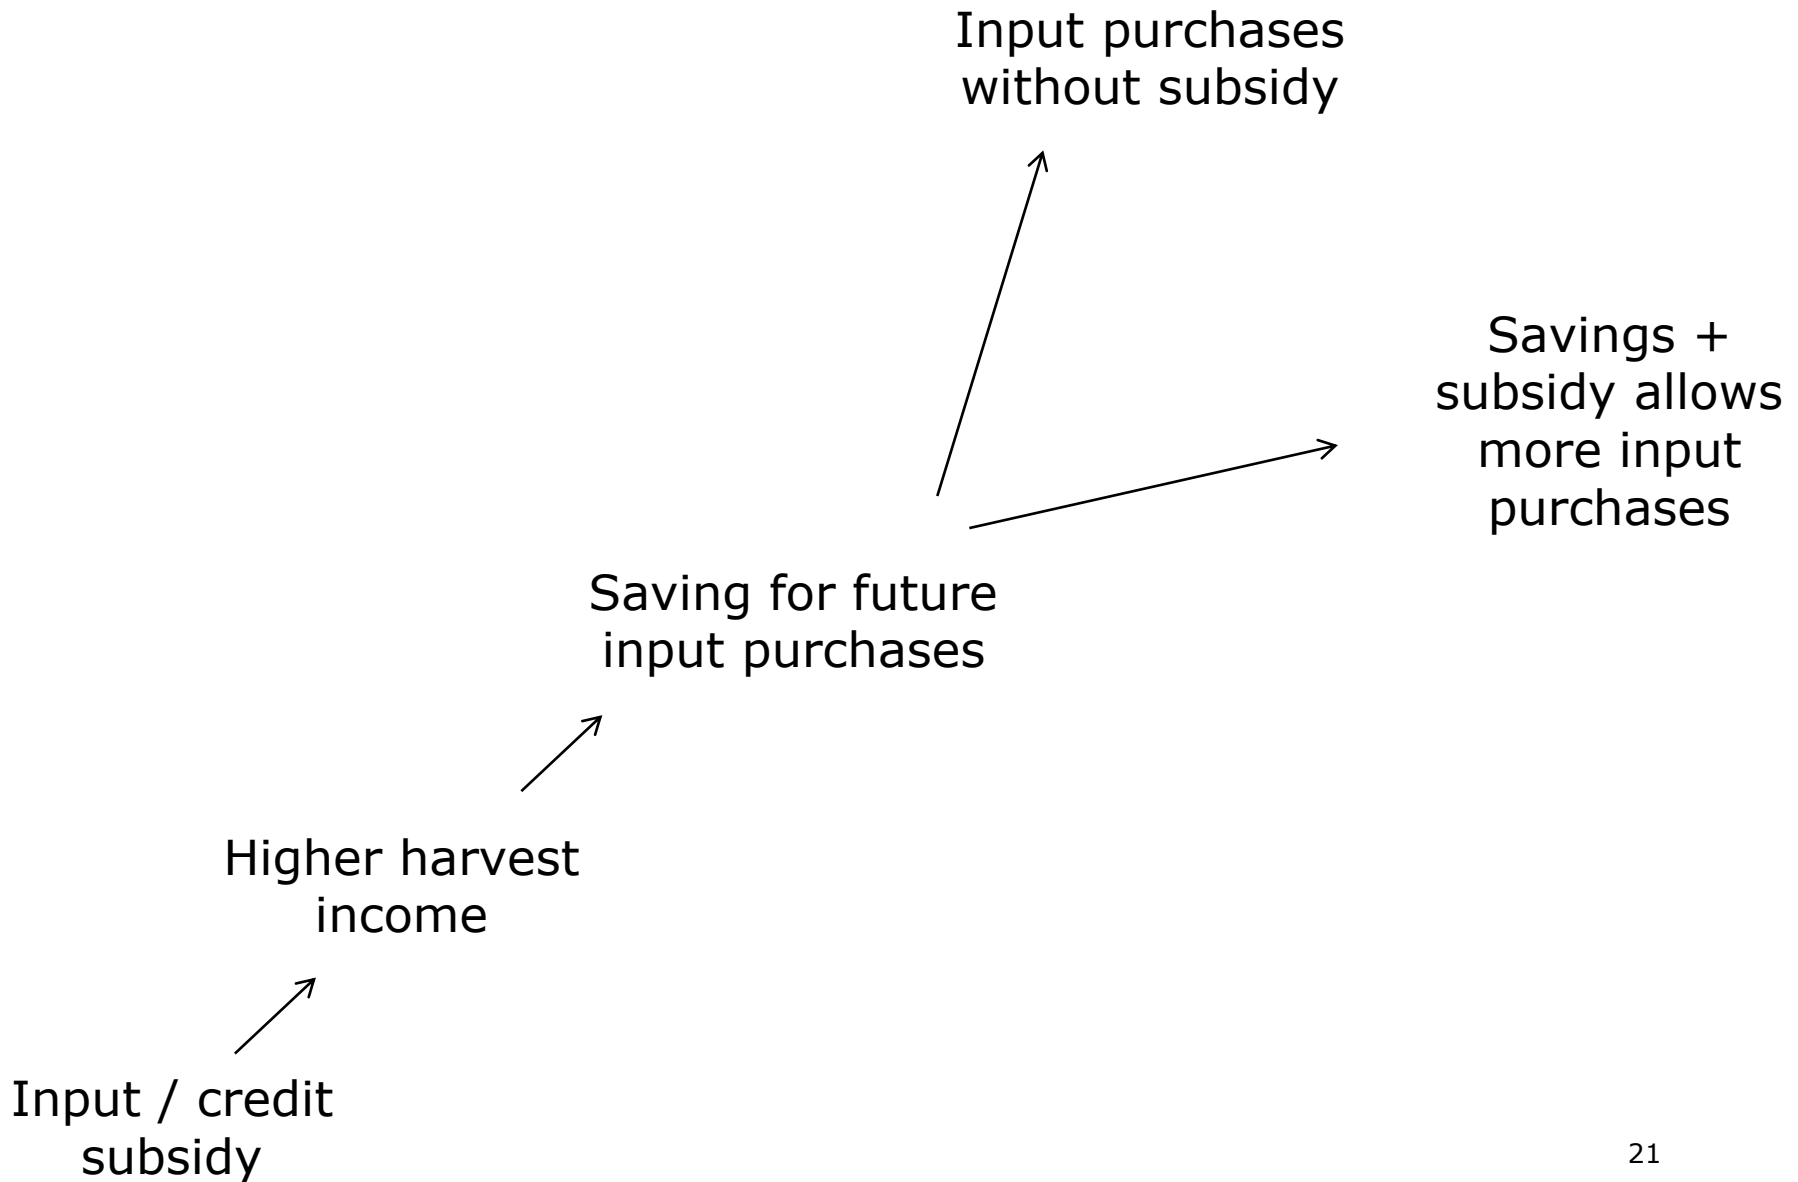 Input purchases
without subsidy
Savings +
subsidy allows
more input
purchases
Saving for future
input purchases
Higher harvest
income
Input / credit
subsidy
21